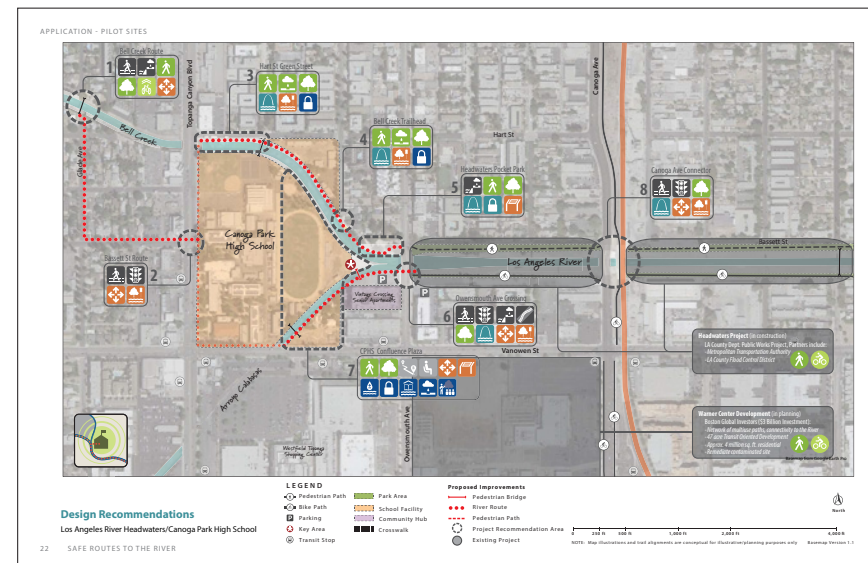 APPLICATION - PILOT SITES
Bell Creek Route
1
Topanga Canyon Blvd
3
Hart St Green Street
Canoga Ave
Bell Creek
Glade Ave
4
Bell Creek Trailhead
Hart St
5
Headwaters Pocket Park
Canoga Ave Connector
8
Canoga Park
High School
Bassett St
Los Angeles River
Bassett St Route
2
P
Vintage Crossing
Senior Apartments
P
Owensmouth Ave Crossing
6
Vanowen St
CPHS Confluence Plaza
7
Arroyo Calabasas
Owensmouth Ave
Westfield Topanga
Shopping Center
Headwaters Project (in construction)
LA County Dept. Public Works Project, Partners include:
- Metropolitan Transportation Authority
-LA County Flood Control District
Warner Center Development (in planning)
Boston Global Investors ($3 Billion Investment):
- Network of multiuse paths, connectivity to the River
- 47 acre Transit Oriented Development
- Approx. 4 million sq. ft. residential
- Remediate contaminated site
Design Recommendations
Los Angeles River Headwaters/Canoga Park High School
LEGEND
Pedestrian Path
Bike Path
P Parking
Key Area
Transit Stop
Park Area
School Facility
Community Hub
Crosswalk
Proposed Improvements
Pedestrian Bridge
River Route
Pedestrian Path
Project Recommendation Area
Existing Project
North
0 250 ft 500 ft 1,000 ft 2,000 ft 4,000 ft
NOTE: Map illustrations and trail alignments are conceptual for illustrative/planning purposes only Basemap Version 1.1
22 SAFE ROUTES TO THE RIVER